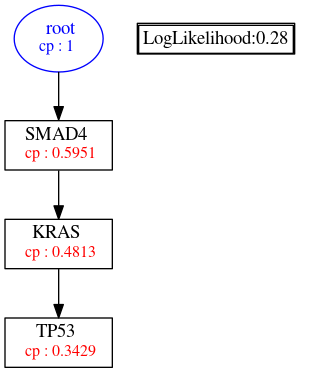 root
cp : 1
LogLikelihood:0.28
SMAD4
cp : 0.5951
KRAS
cp : 0.4813
TP53
cp : 0.3429